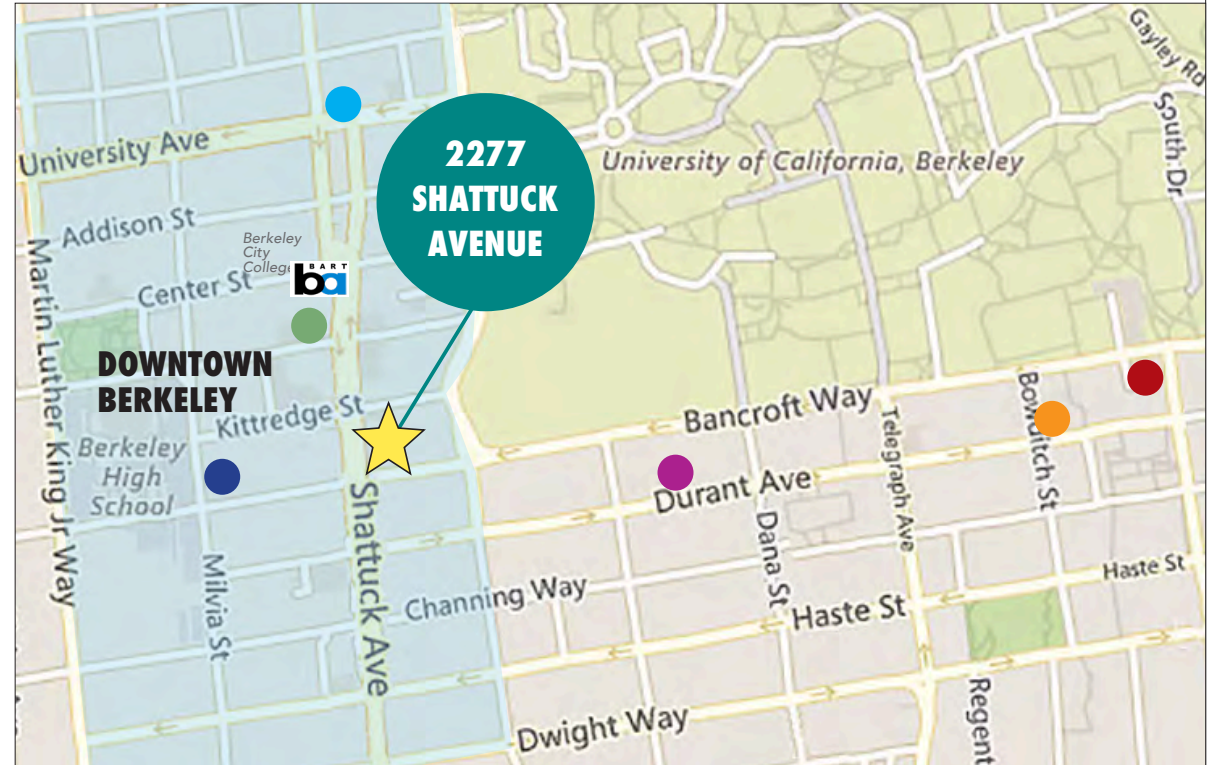 Gayley Rd
South Dr
2277
SHATTUCK
AVENUE
University Ave
University of California, Berkeley
Addison St
Berkeley
City
College
BART
ba
Center St
Martin Luther King Jr Way
DOWNTOWN
BERKELEY
Kittredge St
Bancroft Way
Bowditch St
Telegraph Ave
Berkeley
High
School
Durant Ave
Shattuck Ave
Dana St
Milvia St
Channing Way
Haste St
Haste St
Regent
Dwight Way